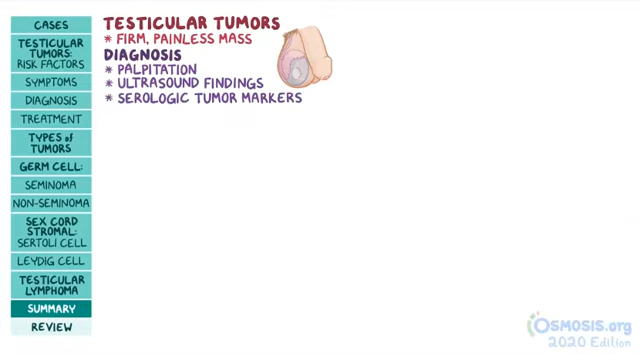 CASES
TESTICULAR
TUMORS:
RISK FACTORS
SYMPTOMS
DIAGNOSIS
TREATMENT
TYPES of
TUMORS
GERM CELL:
SEMINOMA
NON-SEMINOMA
SEX CORD
STROMAL:
SERTOLI CELL
LEYDIG CELL
TESTICULAR
LYMPHOMA
SUMMARY
REVIEW
TESTICULAR TUMORS
* FIRM, PAINLESS MASS
DIAGNOSIS
* PALPITATION
* ULTRASOUND FINDINGS
* SEROLOGIC TUMOR MARKERS
OSMOSIS.org
2020 Edition